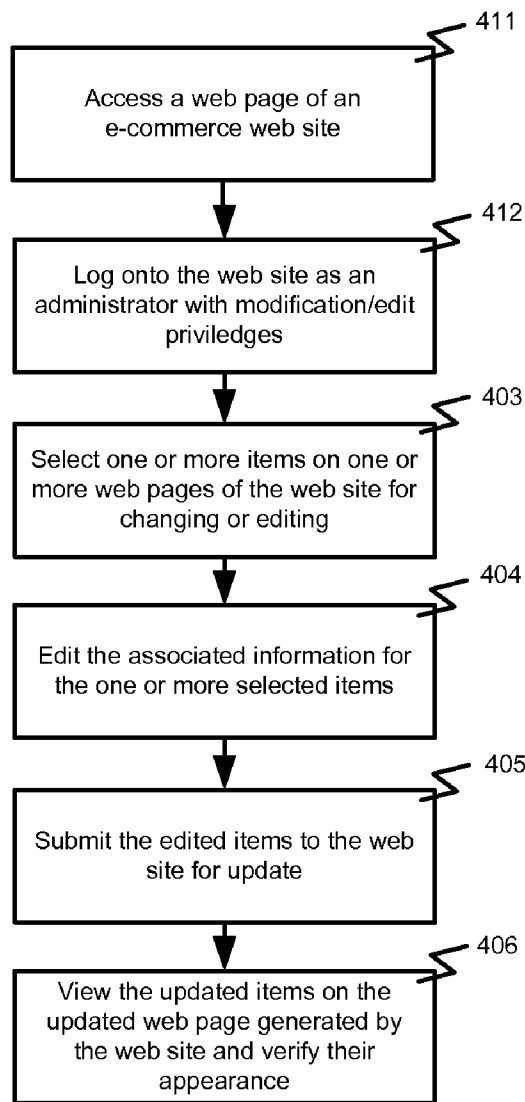 411
Access a web page of an
e-commerce web site
412
Log onto the web site as an
administrator with modification/edit
priviledges
403
Select one or more items on one or
more web pages of the web site for
changing or editing
404
Edit the associated information for
the one or more selected items
405
Submit the edited items to the web
site for update
406
View the updated items on the
updated web page generated by
the web site and verify their
appearance